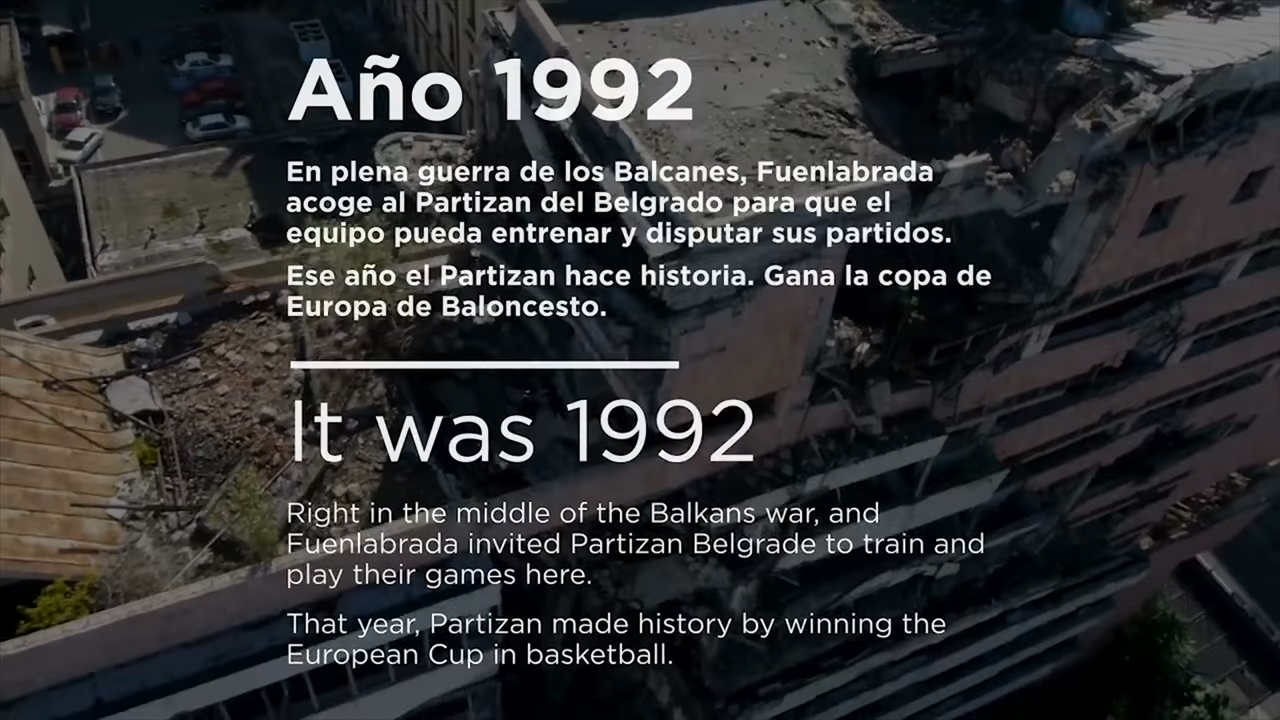 Año 1992
En plena guerra de los Balcanes, Fuenlabrada
acoge al Partizan del Belgrado para que el
equipo pueda entrenar y disputar sus partidos.
Ese año el Partizan hace historia. Gana la copa de
Europa de Baloncesto.
It was 1992
Right in the middle of the Balkans war, and
Fuenlabrada invited Partizan Belgrade to train and
play their games here.
That year, Partizan made history by winning the
European Cup in basketball.